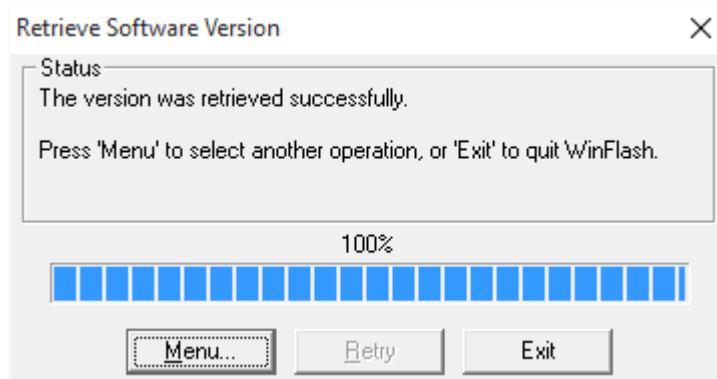 Retrieve Software Version
Status
The version was retrieved successfully.
Press 'Menu' to select another operation, or 'Exit' to quit WinFlash.
100%
Menu...
Retry
Exit